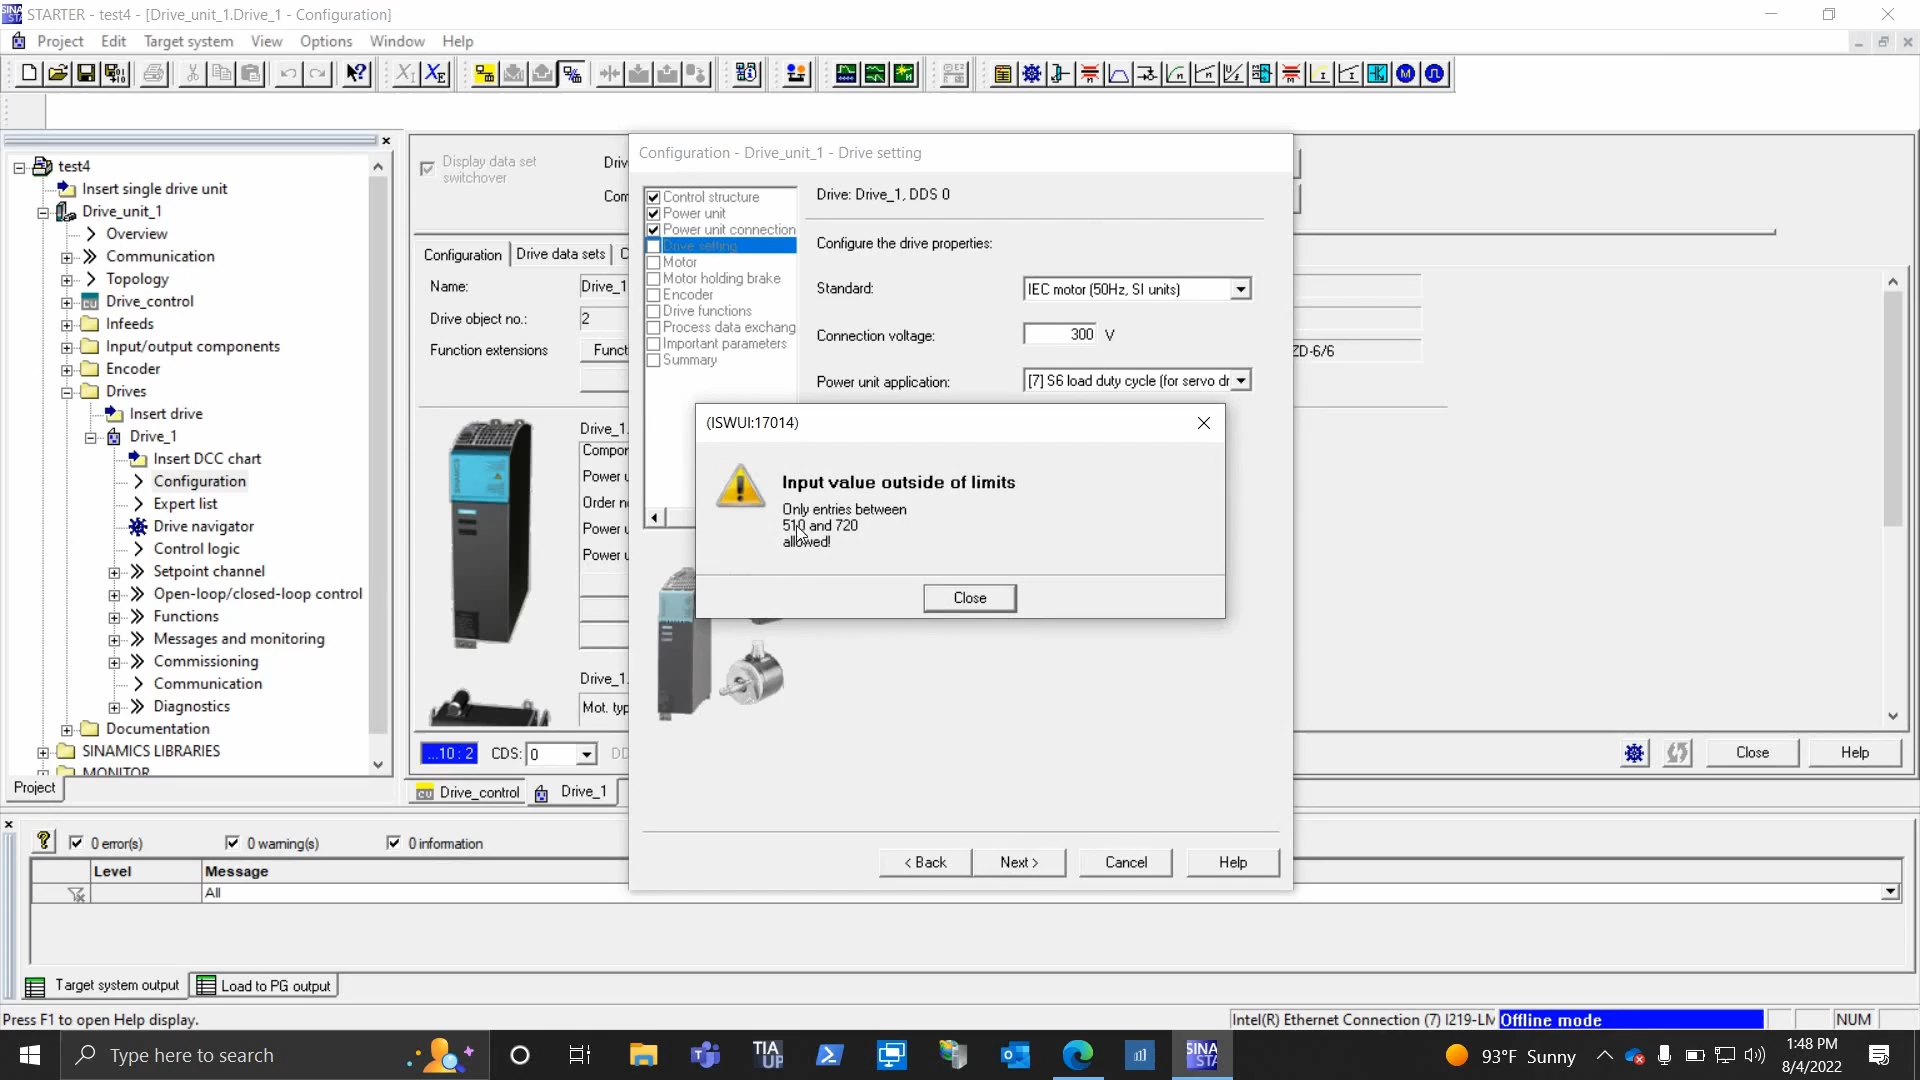 STARTER - test4 - [Drive_unit_1.Drive_1 - Configuration]
Project Edit Target system View Options Window Help
test4
Insert single drive unit
Drive_unit_1
Overview
Communication
Topology
Drive_control
Infeeds
Input/output components
Encoder
Drives
Insert drive
Drive_1
Insert DCC chart
Configuration
Expert list
Drive navigator
Control logic
Setpoint channel
Open-loop/closed-loop control
Functions
Messages and monitoring
Commissioning
Communication
Diagnostics
Documentation
SINAMICS LIBRARIES
MONITOR
Project
Display data set
switchover
Configuration Drive data sets
Name: Drive_1
Drive object no.: 2
Function extensions
ZD-6/6
Drive_1.
Drive_1.
...10 : 2 CDS: 0
Close Help
Drive_control Drive_1
Configuration - Drive_unit_1 - Drive setting
Control structure
Power unit
Power unit connection
Drive setting
Motor
Motor holding brake
Encoder
Drive functions
Process data exchang
Important parameters
Summary
Drive: Drive_1, DDS 0
Configure the drive properties:
Standard: IEC motor (50Hz, SI units)
Connection voltage: 300 V
Power unit application: [7] S6 load duty cycle (for servo dr
(ISWUI:17014)
Input value outside of limits
Only entries between
510 and 720
allowed!
Close
< Back Next > Cancel Help
0 error(s) 0 warning(s) 0 information
Level Message
All
Target system output Load to PG output
Press F1 to open Help display. Intel(R) Ethernet Connection (7) I219-LM Offline mode NUM
Type here to search
93°F Sunny
1:48 PM
8/4/2022